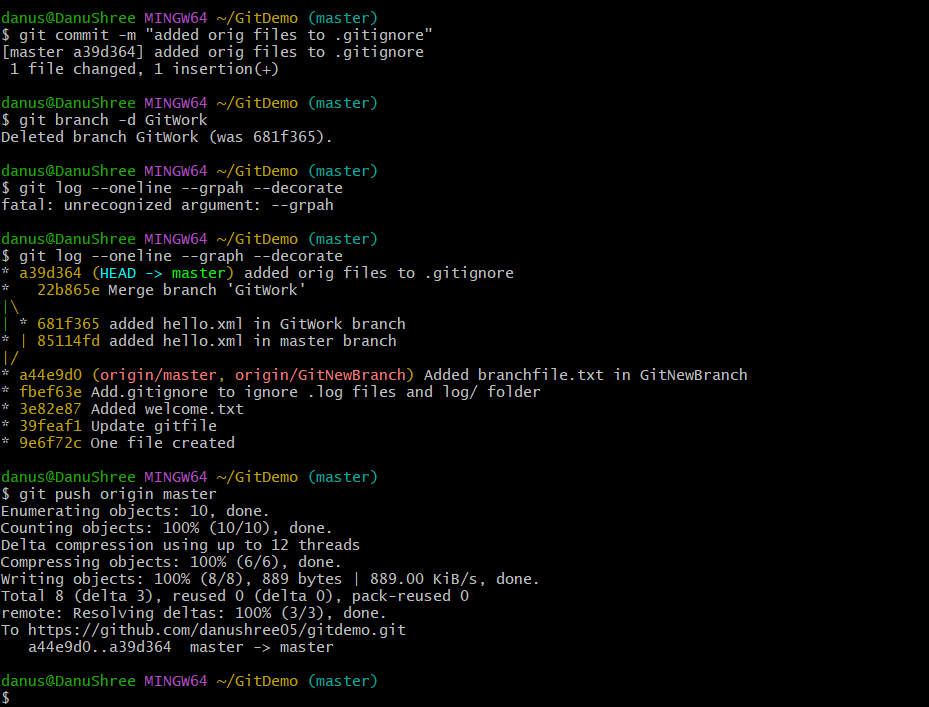 danus@DanuShree MINGW64 ~/GitDemo (master)
$ git commit -m "added orig files to .gitignore"
[master a39d364] added orig files to .gitignore
 1 file changed, 1 insertion(+)

danus@DanuShree MINGW64 ~/GitDemo (master)
$ git branch -d GitWork
Deleted branch GitWork (was 681f365).

danus@DanuShree MINGW64 ~/GitDemo (master)
$ git log --oneline --grpah --decorate
fatal: unrecognized argument: --grpah

danus@DanuShree MINGW64 ~/GitDemo (master)
$ git log --oneline --graph --decorate
* a39d364 (HEAD -> master) added orig files to .gitignore
*   22b865e Merge branch 'GitWork'
|\
| * 681f365 added hello.xml in GitWork branch
* | 85114fd added hello.xml in master branch
|/
* a44e9d0 (origin/master, origin/GitNewBranch) Added branchfile.txt in GitNewBranch
* fbef63e Add.gitignore to ignore .log files and log/ folder
* 3e82e87 Added welcome.txt
* 39feaf1 Update gitfile
* 9e6f72c One file created

danus@DanuShree MINGW64 ~/GitDemo (master)
$ git push origin master
Enumerating objects: 10, done.
Counting objects: 100% (10/10), done.
Delta compression using up to 12 threads
Compressing objects: 100% (6/6), done.
Writing objects: 100% (8/8), 889 bytes | 889.00 KiB/s, done.
Total 8 (delta 3), reused 0 (delta 0), pack-reused 0
remote: Resolving deltas: 100% (3/3), done.
To https://github.com/danushree05/gitdemo.git
   a44e9d0..a39d364  master -> master

danus@DanuShree MINGW64 ~/GitDemo (master)
$